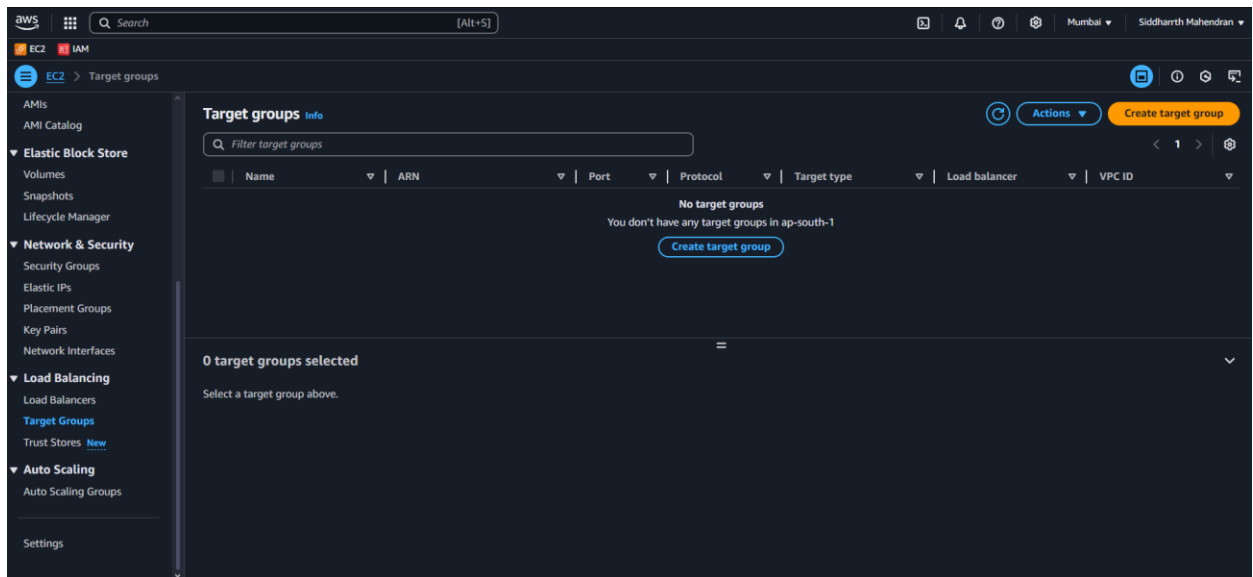 aws Search [Alt+S] Mumbai Siddharrth Mahendran
EC2 IAM
EC2 > Target groups
AMIs
AMI Catalog
Elastic Block Store
Volumes
Snapshots
Lifecycle Manager
Network & Security
Security Groups
Elastic IPs
Placement Groups
Key Pairs
Network Interfaces
Load Balancing
Load Balancers
Target Groups
Trust Stores New
Auto Scaling
Auto Scaling Groups
Settings
Target groups Info Actions Create target group
Filter target groups < 1 >
Name ARN Port Protocol Target type Load balancer VPC ID
No target groups
You don't have any target groups in ap-south-1
Create target group
0 target groups selected
Select a target group above.